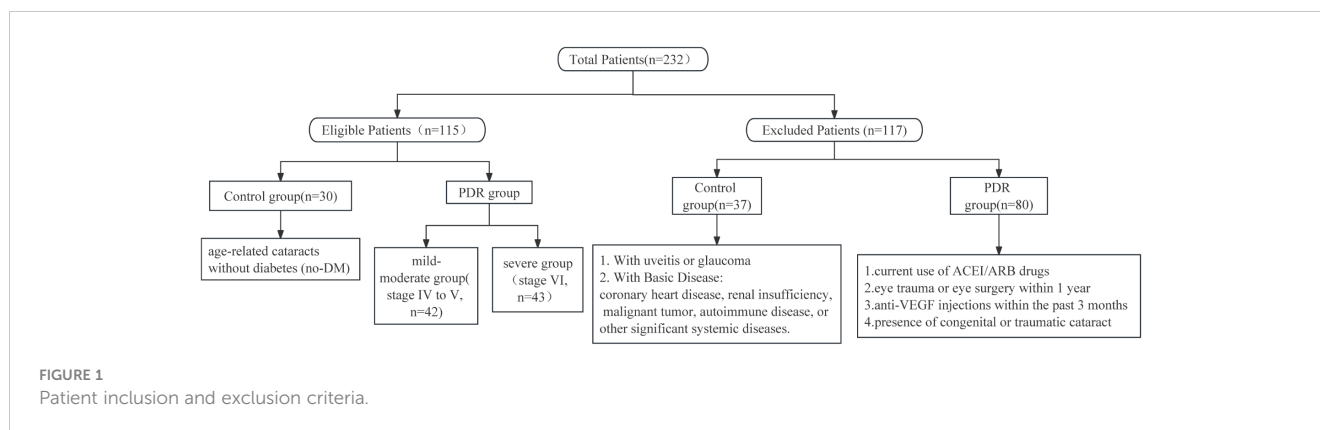 Total Patients(n=232）
Eligible Patients（n=115）
Excluded Patients (n=117)
Control group(n=30)
PDR group
Control
group(n=37)
PDR
group(n=80)
age-related cataracts
without diabetes (no-DM)
mild-
moderate group(
stage IV to V,
n=42)
severe group
（stage VI,
n=43）
1. With uveitis or glaucoma
2. With Basic Disease:
coronary heart disease, renal insufficiency,
malignant tumor, autoimmune disease, or
other significant systemic diseases.
1.current use of ACEI/ARB drugs
2.eye trauma or eye surgery within 1 year
3.anti-VEGF injections within the past 3 months
4.presence of congenital or traumatic cataract
FIGURE 1
Patient inclusion and exclusion criteria.